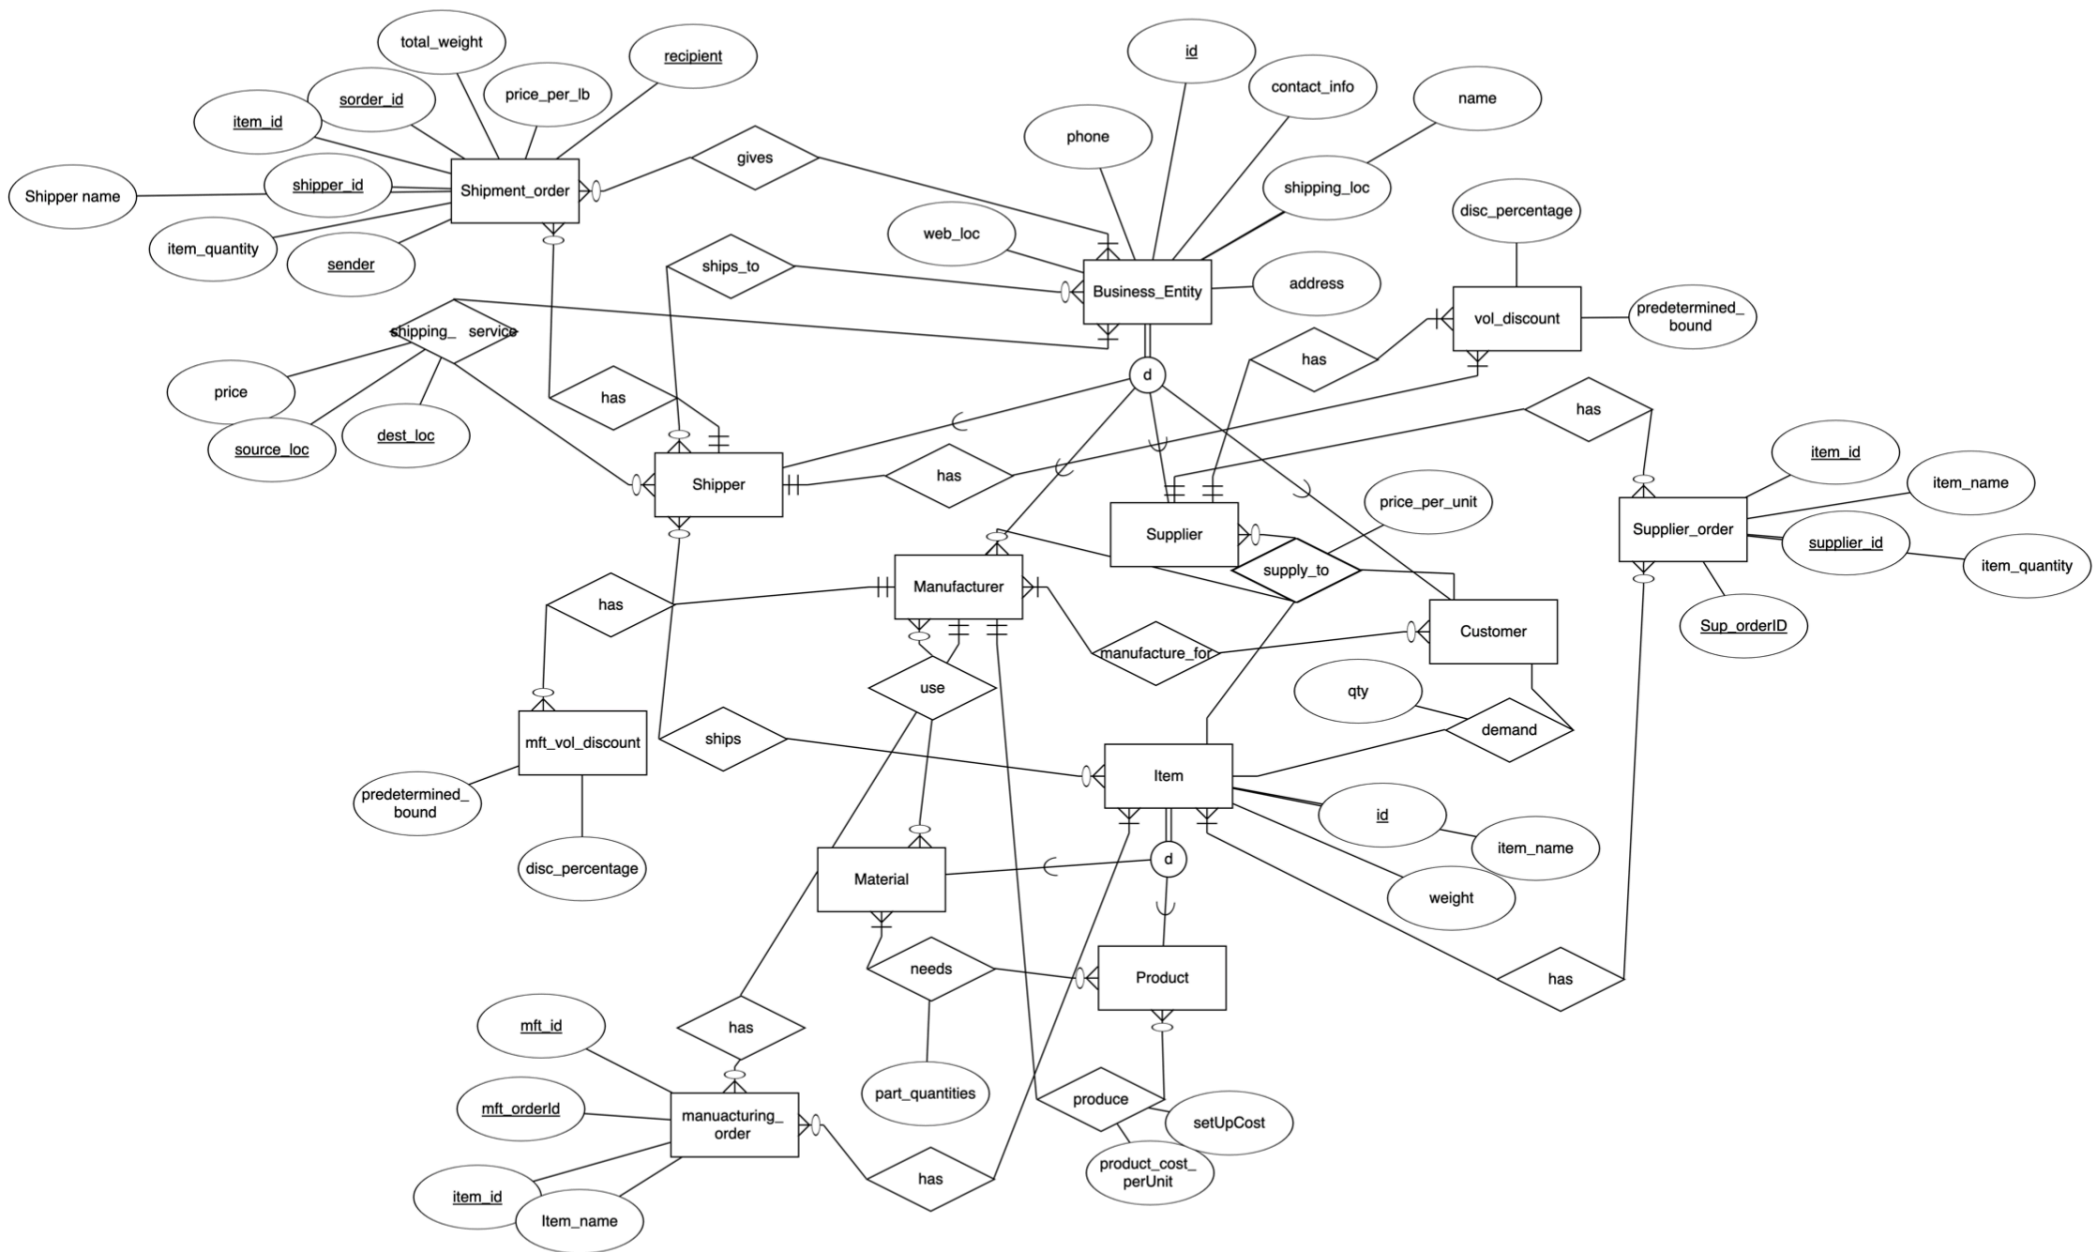 total_weight
recipient
id
sorder_id
price_per_lb
contact_info
name
item_id
phone
gives
Shipper name
shipper_id
Shipment_order
shipping_loc
disc_percentage
item_quantity
sender
web_loc
ships_to
Business_Entity
address
vol_discount
predetermined_
bound
shipping_ service
has
d
price
has
has
source_loc
dest_loc
Shipper
has
item_id
item_name
price_per_unit
Supplier
Supplier_order
supplier_id
item_quantity
supply_to
Manufacturer
has
manufacture_for
Customer
Sup_orderID
use
qty
mft_vol_discount
ships
demand
Item
predetermined_
bound
id
item_name
disc_percentage
Material
d
weight
needs
Product
has
mft_id
has
part_quantities
mft_orderId
manuacturing_
order
produce
setUpCost
product_cost_
perUnit
item_id
Item_name
has